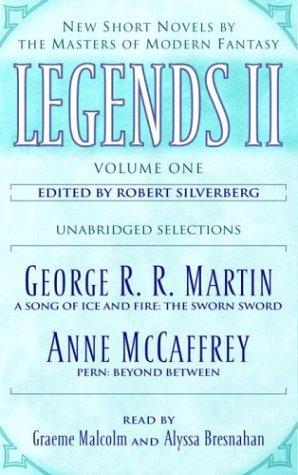 NEW SHORT NOVELS BY
THE MASTERS OF MODERN FANTASY
LEGENDS II
VOLUME ONE
EDITED BY ROBERT SILVERBERG
UNABRIDGED SELECTIONS
GEORGE R. R. MARTIN
A SONG OF ICE AND FIRE: THE SWORN SWORD
ANNE MCCAFFREY
PERN: BEYOND BETWEEN
READ BY
GRAEME MALCOLM AND ALYSSA BRESNAHAN